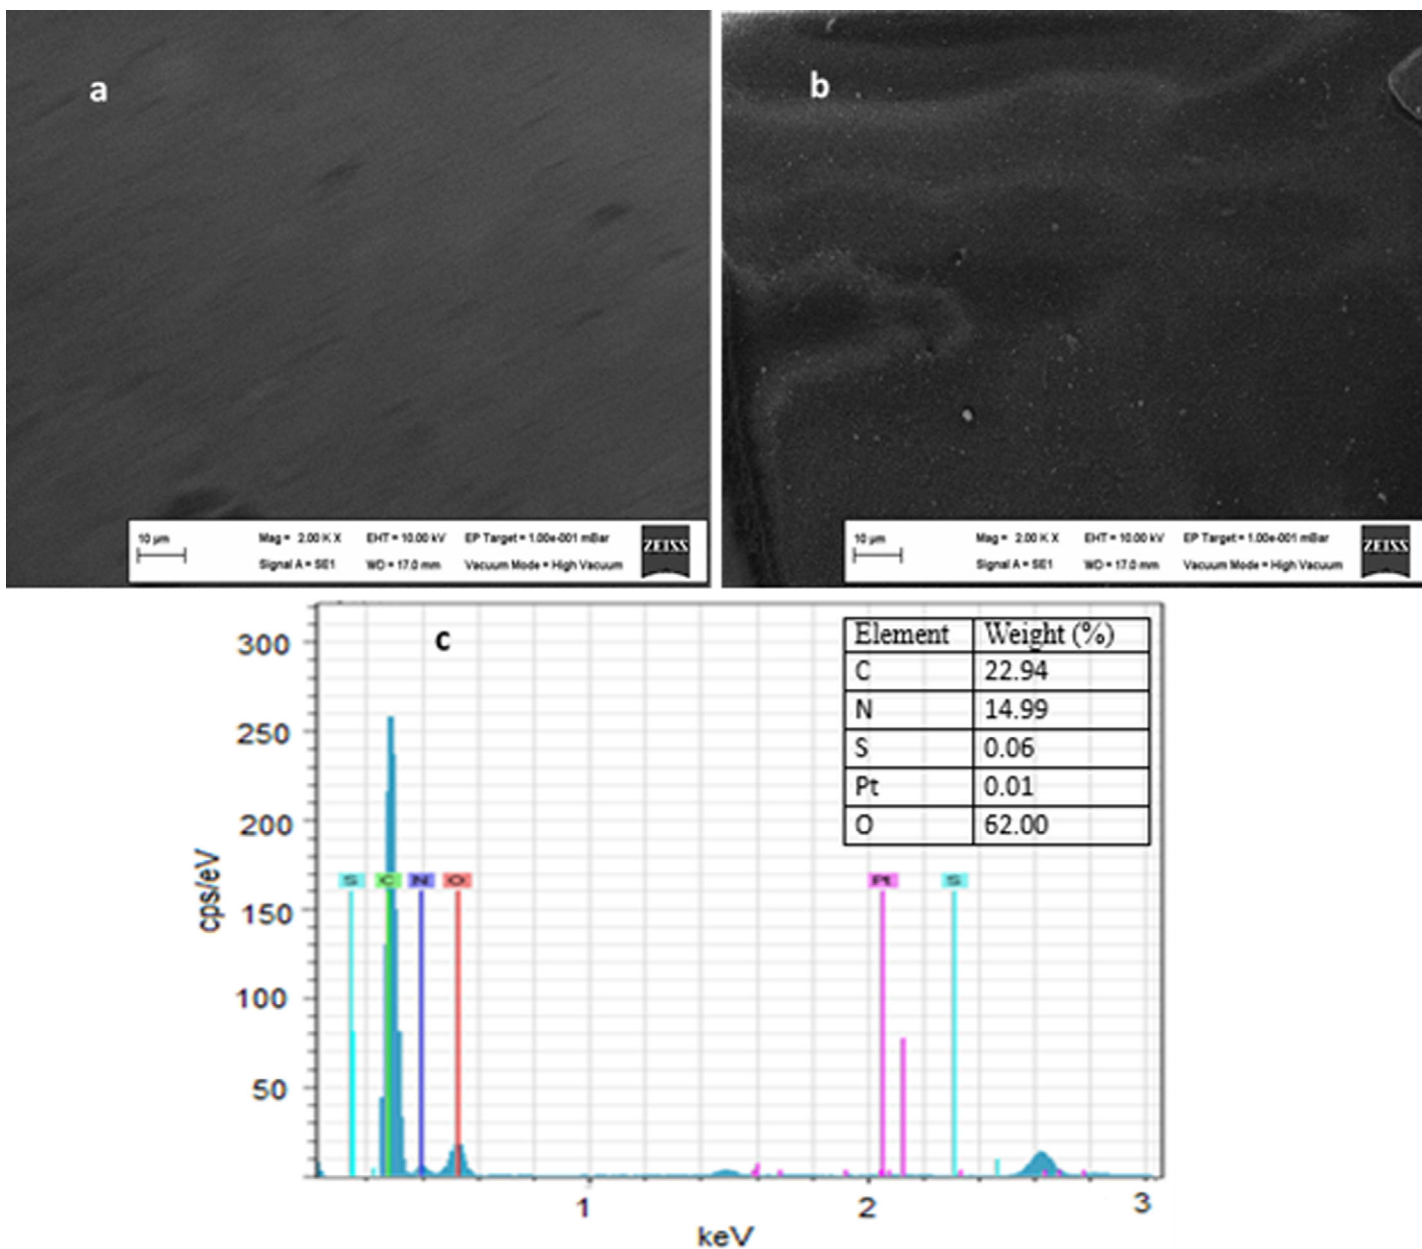 a
10 µm
Mag = 2.00 K X EHT = 10.00 kV EP Target = 1.00e-001 mBar
Signal A = SE1 WD = 17.0 mm Vacuum Mode = High Vacuum
ZEISS
b
10 µm
Mag = 2.00 K X EHT = 10.00 kV EP Target = 1.00e-001 mBar
Signal A = SE1 WD = 17.0 mm Vacuum Mode = High Vacuum
ZEISS
c
Element Weight (%)
C 22.94
N 14.99
S 0.06
Pt 0.01
O 62.00
300
250
200
150
100
50
cps/eV
S C N O Pt S
1 2 3
keV